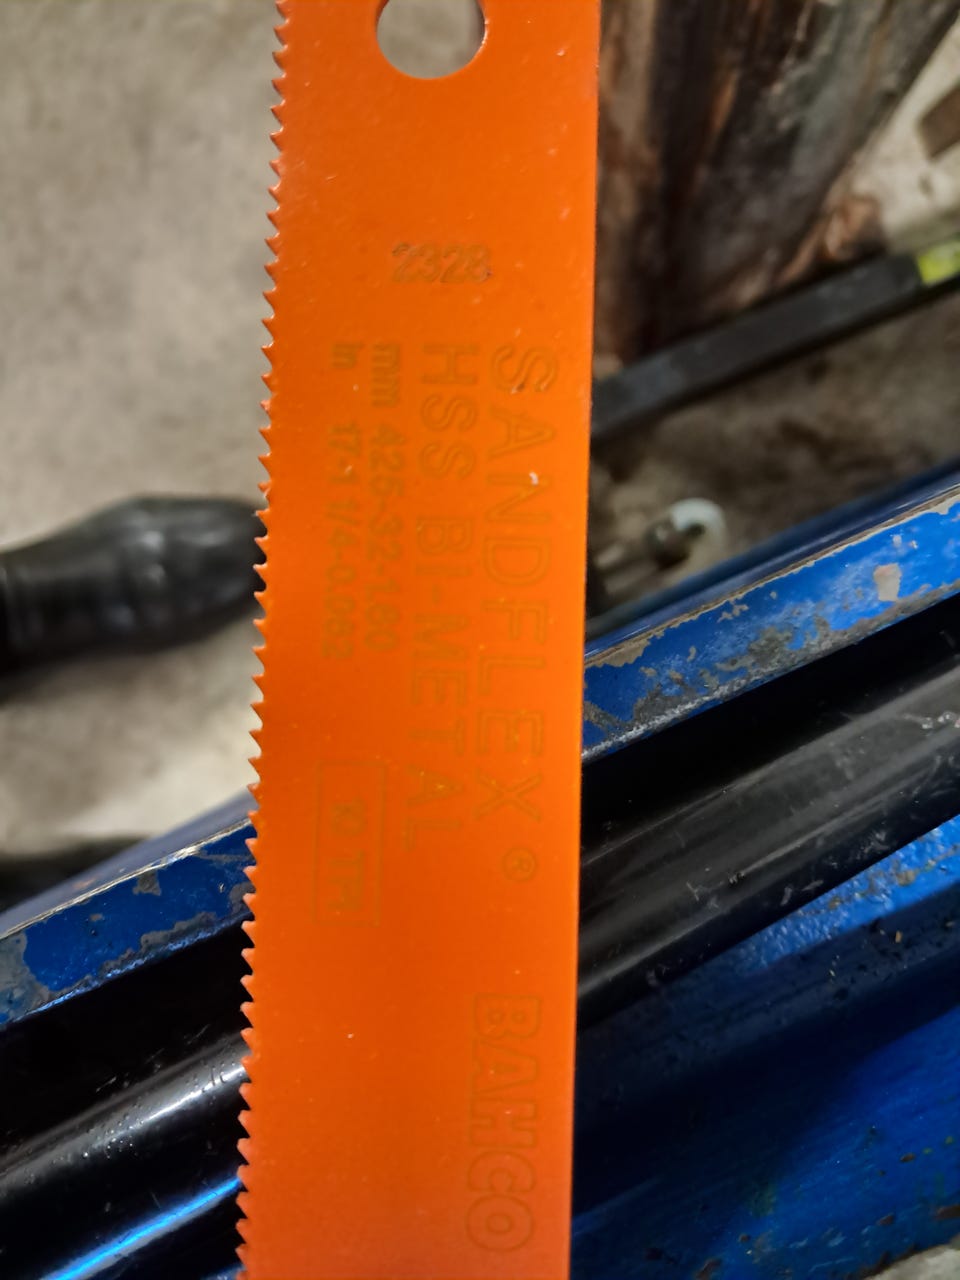 2328
SANDFLEX®
HSS BI-METAL
mm 425-32-1.60
in 17-1 1/4-0.062
10 TPI
BAHCO